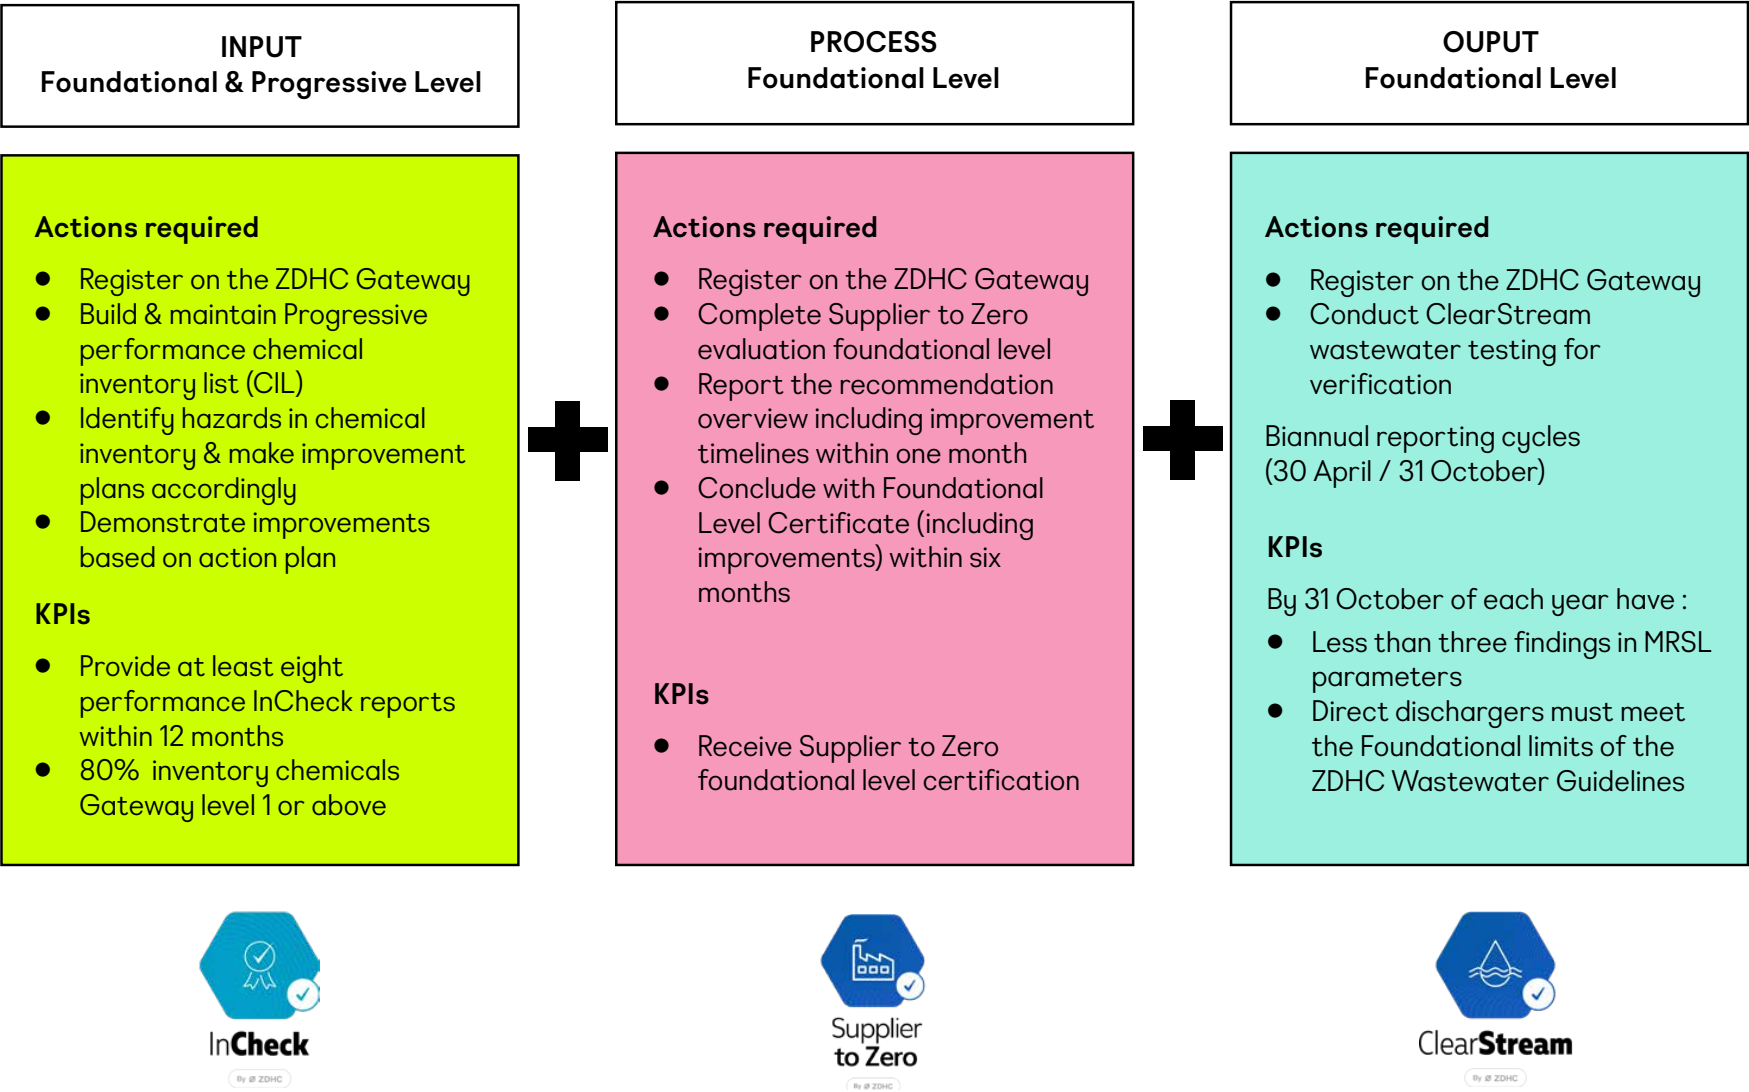 INPUT
Foundational & Progressive Level
Actions required
● Register on the ZDHC Gateway
● Build & maintain Progressive
performance chemical
inventory list (CIL)
● Identify hazards in chemical
inventory & make improvement
plans accordingly
● Demonstrate improvements
based on action plan
KPIs
● Provide at least eight
performance InCheck reports
within 12 months
● 80% inventory chemicals
Gateway level 1 or above
InCheck
By ZDHC
PROCESS
Foundational Level
Actions required
● Register on the ZDHC Gateway
● Complete Supplier to Zero
evaluation foundational level
● Report the recommendation
overview including improvement
timelines within one month
● Conclude with Foundational
Level Certificate (including
improvements) within six
months
KPIs
● Receive Supplier to Zero
foundational level certification
Supplier
to Zero
By ZDHC
OUPUT
Foundational Level
Actions required
● Register on the ZDHC Gateway
● Conduct ClearStream
wastewater testing for
verification
Biannual reporting cycles
(30 April / 31 October)
KPIs
By 31 October of each year have :
● Less than three findings in MRSL
parameters
● Direct dischargers must meet
the Foundational limits of the
ZDHC Wastewater Guidelines
ClearStream
By ZDHC